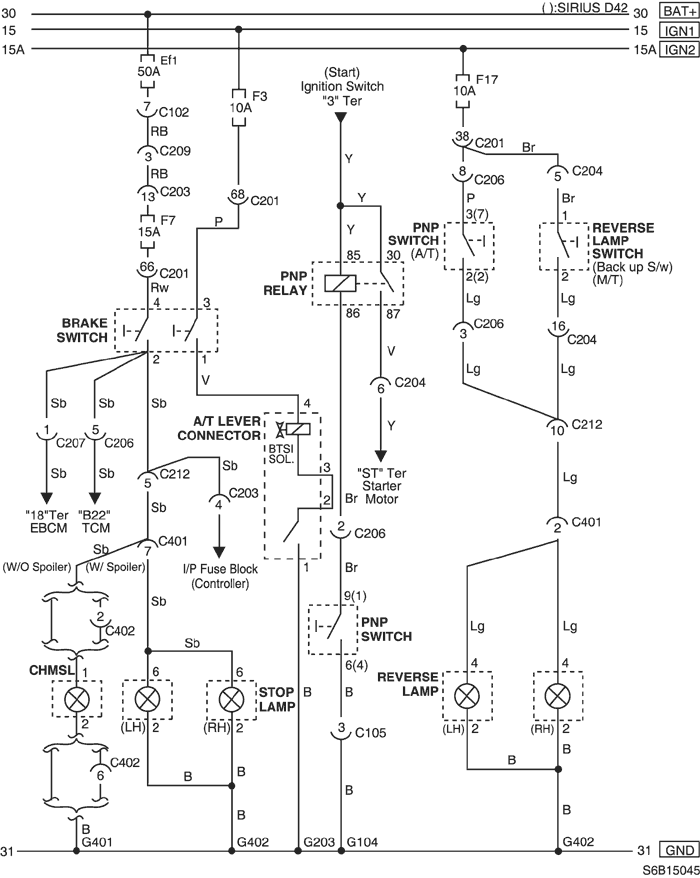 ( ):SIRIUS D42
30 30 BAT+
15 15 IGN1
15A 15A IGN2
Ef1
50A
F3
10A
(Start)
Ignition Switch
"3" Ter
F17
10A
7 C102
RB
3 C209
RB
13 C203
F7
15A
66 C201
Rw
68 C201
P
Y
Y
Y
38 C201
Br
8 C206
5 C204
P
Br
3(7)
1
PNP
SWITCH
(A/T)
2(2)
REVERSE
LAMP
SWITCH
(Back up S/w)
(M/T)
2
85 30
PNP
RELAY
86 87
4 3
BRAKE
SWITCH
2 1
Lg
Lg
3 C206
16 C204
Lg
Lg
V
V
6 C204
Y
"ST" Ter
Starter
Motor
Sb
Sb
Sb
1 C207
5 C206
Sb
Sb
"18"Ter
EBCM
"B22"
TCM
5 C212
Sb
4 C203
I/P Fuse Block
(Controller)
4
A/T LEVER
CONNECTOR
BTSI
SOL.
3
2
1
10 C212
Lg
2 C401
Br
2 C206
Br
Sb
7 C401
Sb
(W/O Spoiler) (W/ Spoiler)
2
C402
Sb
Sb
9(1)
PNP
SWITCH
6(4)
CHMSL 1
2
6
(LH) 2
6
(RH) 2
STOP
LAMP
B
B
3 C105
B
Lg
Lg
REVERSE
LAMP
4
(LH) 2
4
(RH) 2
C402
6
B
B
B
B
B
B
B
B
31 G401 G402 G203 G104 G402 31 GND
S6B15045